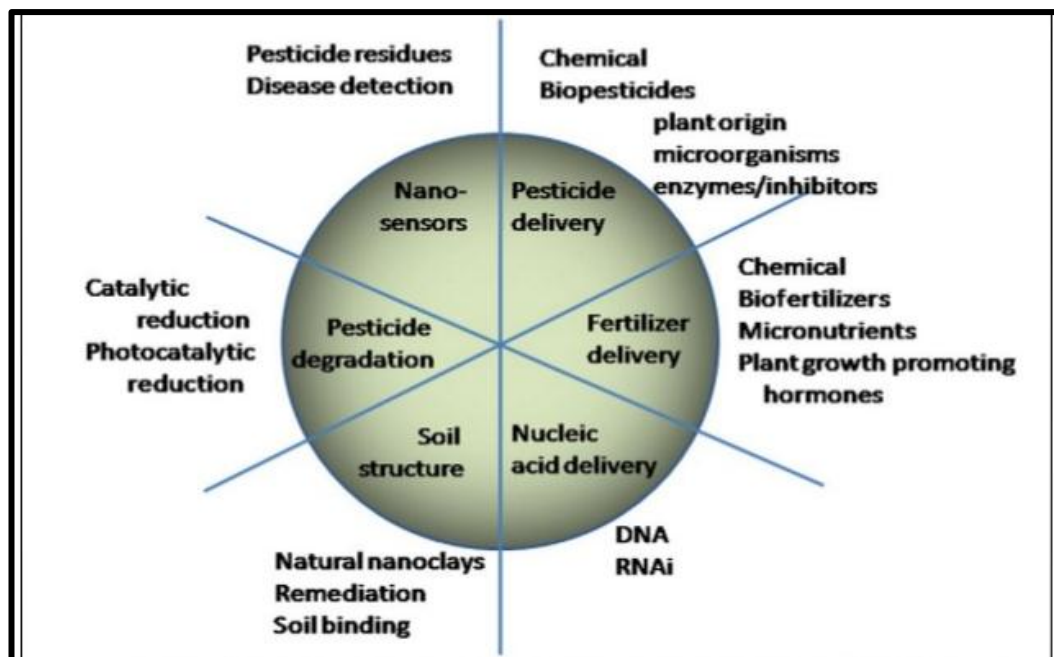 Pesticide residues
Disease detection
Chemical
Biopesticides
plant origin
microorganisms
enzymes/inhibitors
Nano-
sensors
Pesticide
delivery
Catalytic
reduction
Photocatalytic
reduction
Pesticide
degradation
Fertilizer
delivery
Chemical
Biofertilizers
Micronutrients
Plant growth promoting
hormones
Soil
structure
Nucleic
acid delivery
Natural nanoclays
Remediation
Soil binding
DNA
RNAi